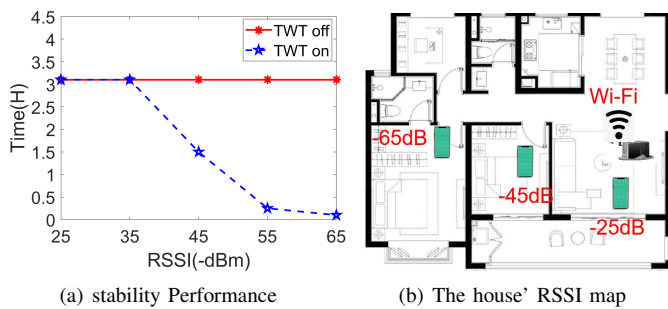 4.5
4
3.5
3
2.5
2
1.5
1
0.5
0
Time(H)
TWT off
TWT on
25
35
45
55
65
RSSI(-dBm)
(a) stability Performance
Wi-Fi
-65dB
-45dB
-25dB
(b) The house' RSSI map